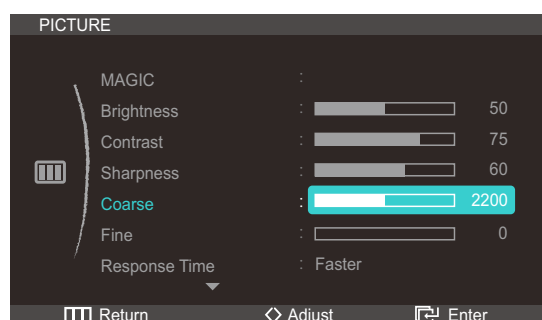 PICTURE
MAGIC :
Brightness : 50
Contrast : 75
Sharpness : 60
Coarse : 2200
Fine : 0
Response Time : Faster
Return Adjust Enter